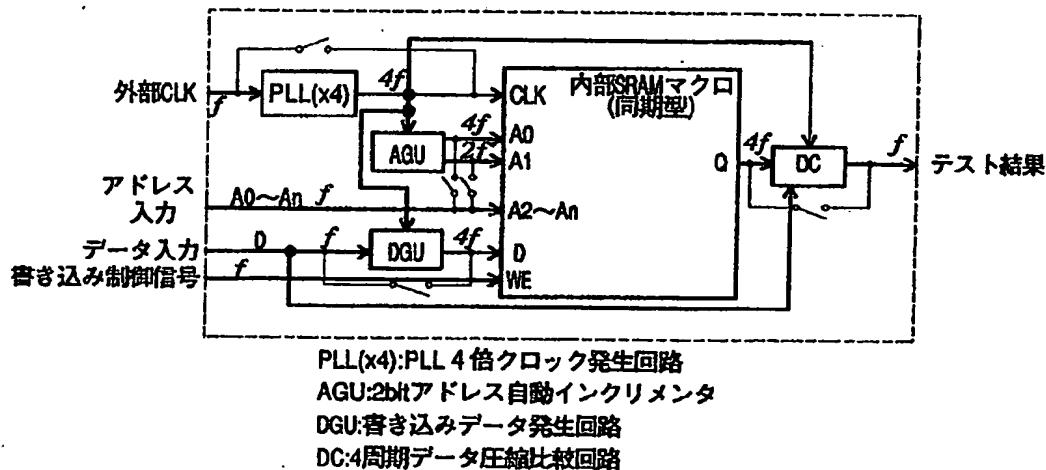 外部CLK
f
PLL(x4)
4f
CLK
内部SRAMマクロ
(同期型)
AGU
4f
A0
2f
A1
Q
4f
DC
f
テスト結果
アドレス
入力
A0～An f
A2～An
データ入力
D
f
DGU
4f
D
書き込み制御信号
f
WE
PLL(x4):PLL 4 倍クロック発生回路
AGU:2bitアドレス自動インクリメンタ
DGU:書き込みデータ発生回路
DC:4周期データ圧縮比較回路